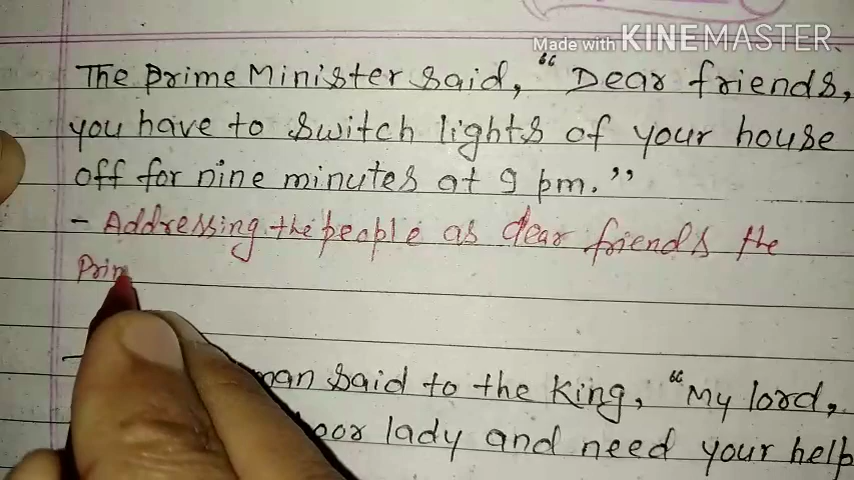 Made with KINEMASTER
The Prime Minister said, "Dear friends,
you have to switch lights of your house
off for nine minutes at 9 pm."
- Addressing the people as dear friends the
Prim
man said to the King, "My lord,
poor lady and need your help